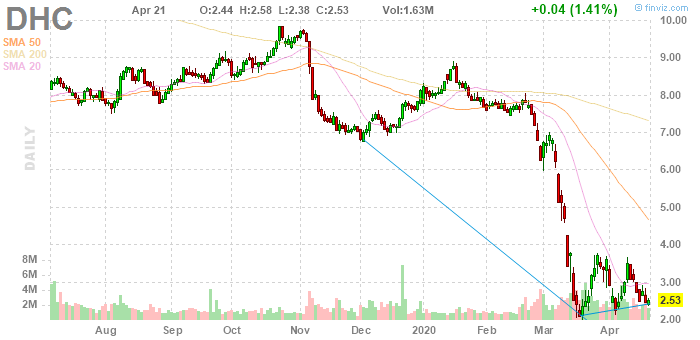 DHC Apr 21 O:2.44 H:2.58 L:2.38 C:2.53 Vol:1.63M +0.04 (1.41%) © finviz.com
SMA 50
SMA 200
SMA 20
DAILY
10.00
9.00
8.00
7.00
6.00
5.00
4.00
3.00
2.53
2.00
8M
6M
4M
2M
Aug Sep Oct Nov Dec 2020 Feb Mar Apr